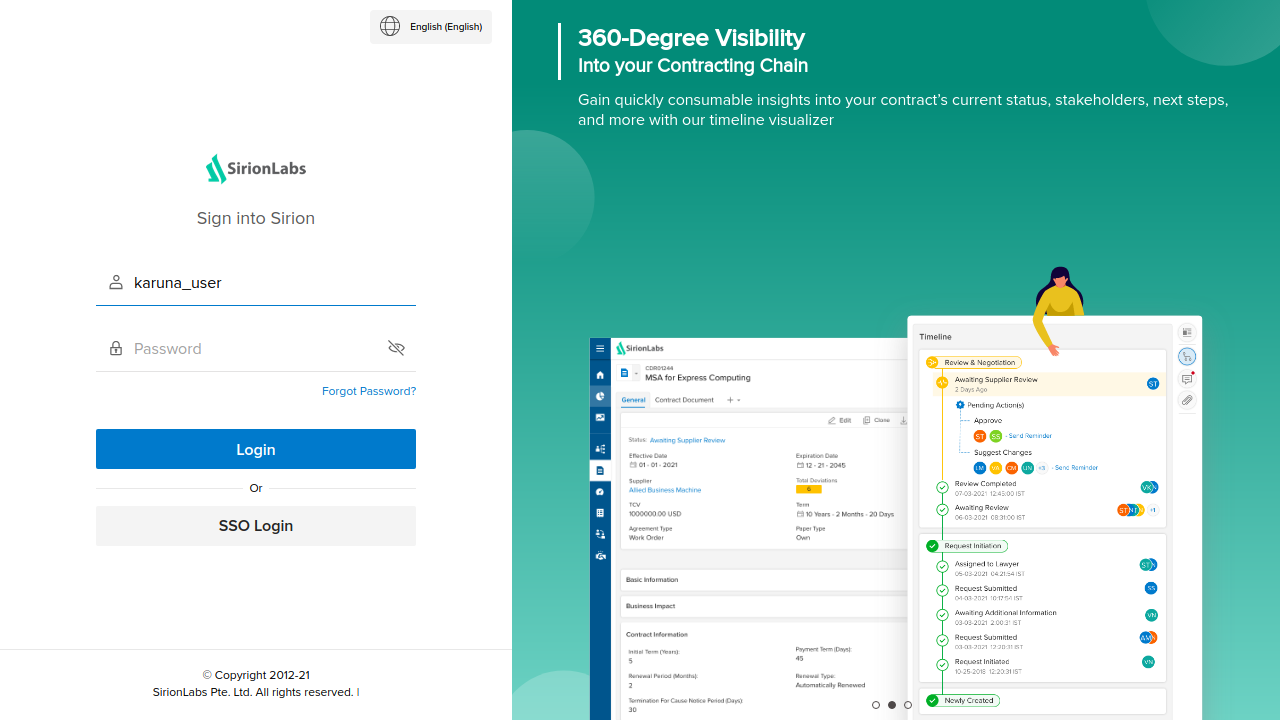 English (English)
SirionLabs
Sign into Sirion
karuna_user
Password
Forgot Password?
Login
Or
SSO Login
© Copyright 2012-21
SirionLabs Pte. Ltd. All rights reserved. |
360-Degree Visibility
Into your Contracting Chain
Gain quickly consumable insights into your contract's current status, stakeholders, next steps,
and more with our timeline visualizer
SirionLabs
CDR01244
MSA for Express Computing
General Contract Document
Edit Clone
Status: Awaiting Supplier Review
Effective Date Expiration Date
01 - 01 - 2021 12 - 21 - 2045
Supplier Total Deviations
Allied Business Machine 6
TCV Term
1000000.00 USD 10 Years - 2 Months - 20 Days
Agreement Type Paper Type
Work Order Own
Basic Information
Business Impact
Contract Information
Initial Term (Years): Payment Term (Days):
5 45
Renewal Period (Months): Renewal Type:
2 Automatically Renewed
Termination For Cause Notice Period (Days):
30
Timeline
Review & Negotiation
Awaiting Supplier Review ST
2 Days Ago
Pending Action(s)
Approve
ST SS - Send Reminder
Suggest Changes
LM VA CM LIN +3 - Send Reminder
Review Completed VK
07-03-2021 12:45:00 IST
Awaiting Review ST NT +1
06-03-2021 08:31:00 IST
Request Initiation
Assigned to Lawyer ST
05-03-2021 04:21:54 IST
Request Submitted SS
04-03-2021 10:17:54 IST
Awaiting Additional Information VN
03-03-2021 2:00:31 IST
Request Submitted AM
03-03-2021 12:20:31 IST
Request Initiated VN
10-25-2018 12:20:31 IST
Newly Created